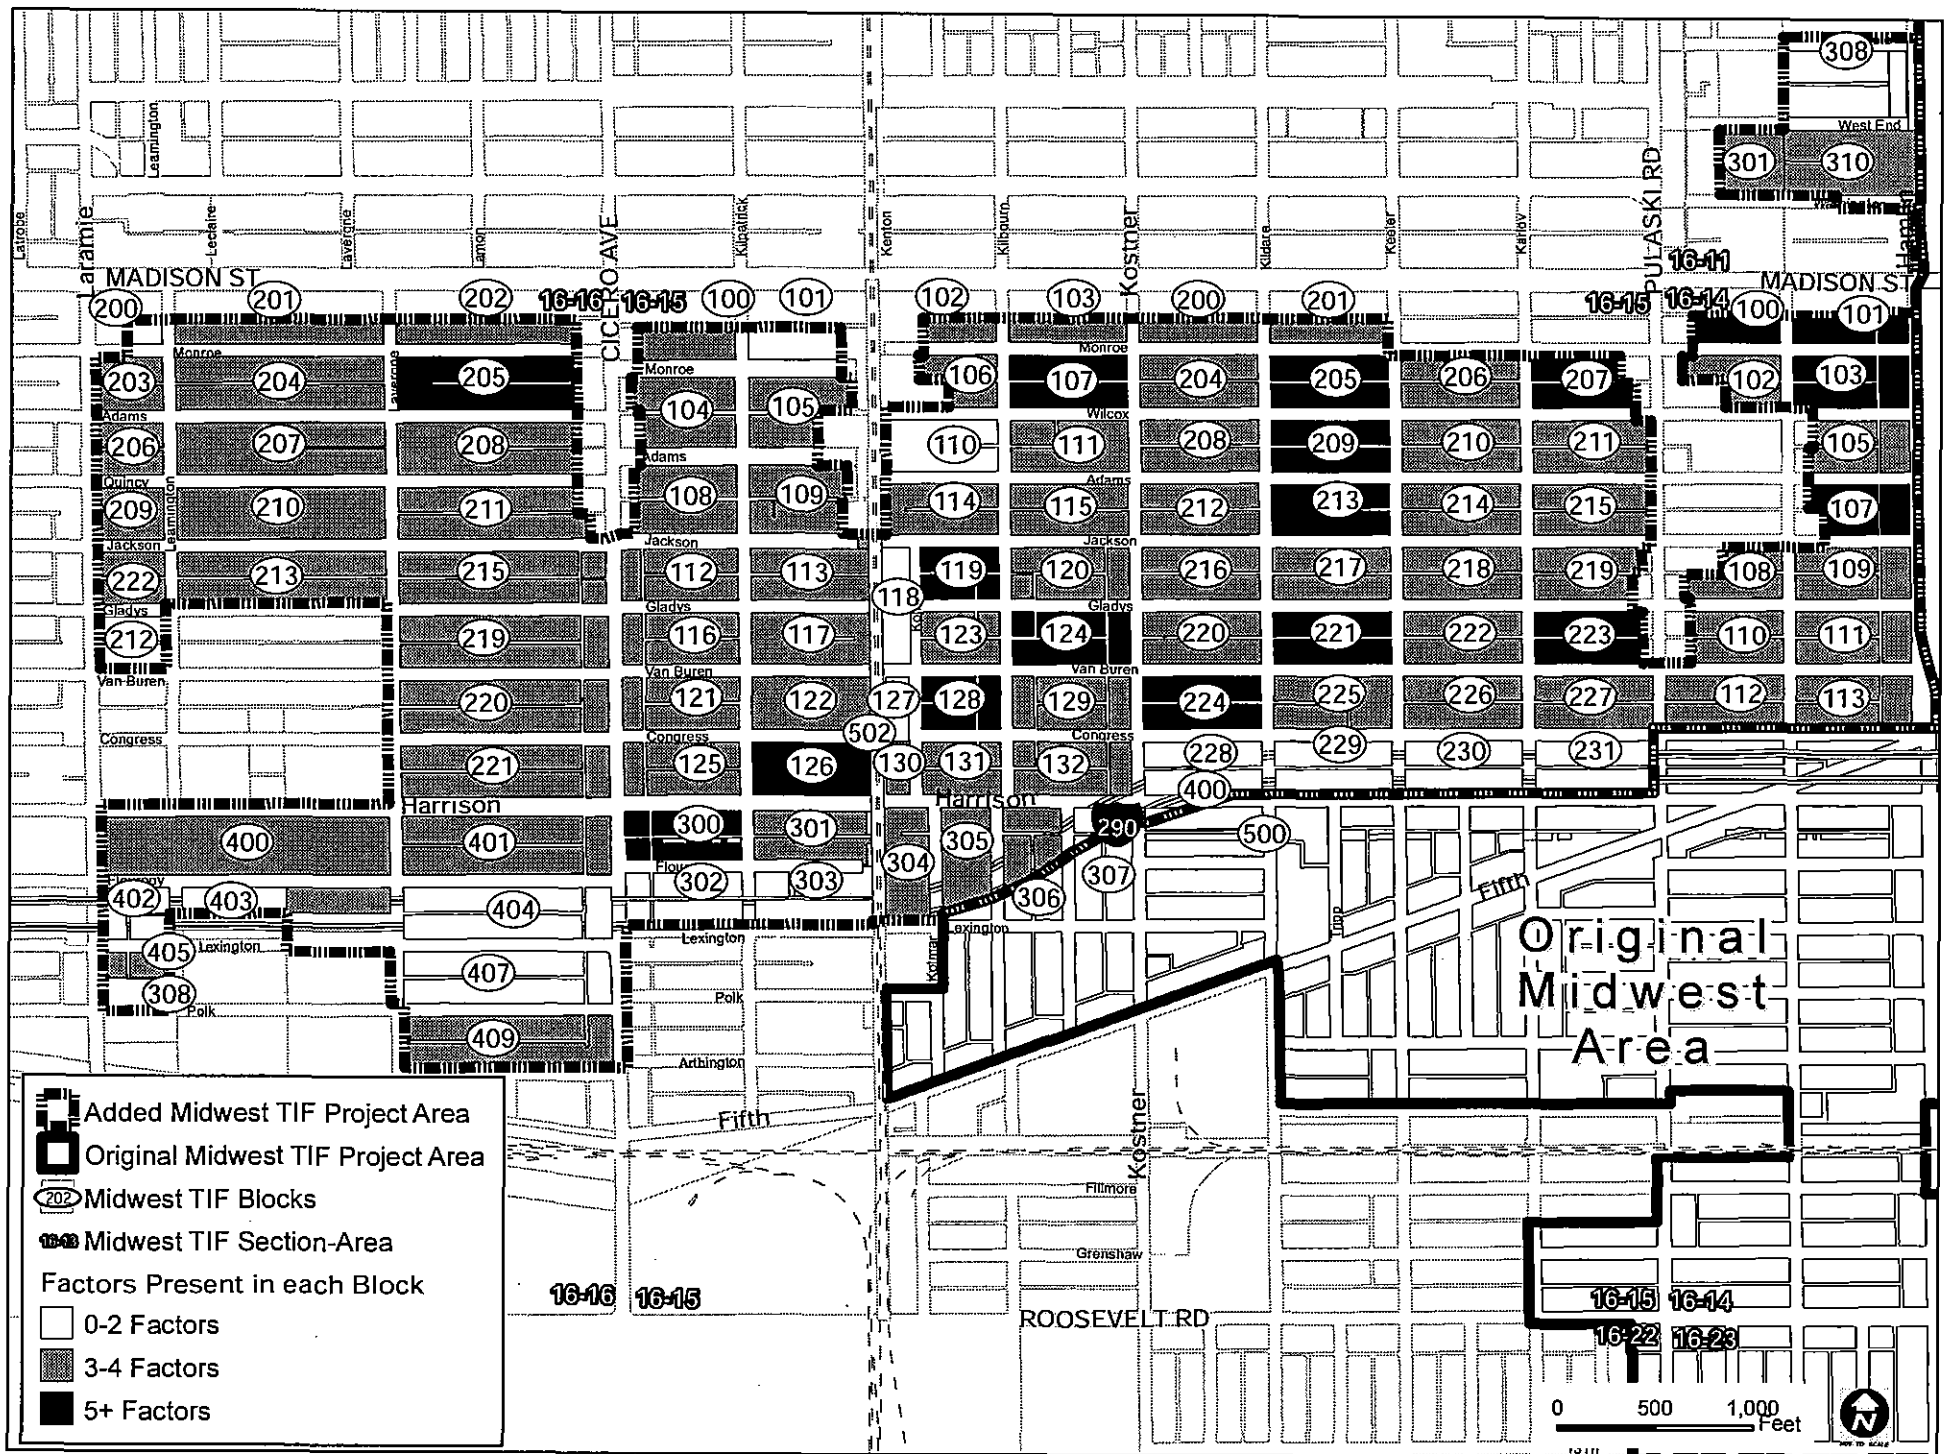 308
West End
301
310
Leamington
Latrobe
Laramie
Leclaire
Lavergne
CICERO AVE
Kilpatrick
Kenton
Kilbourn
Kostner
Kildare
Keeler
Karlov
PULASKI RD
16-11
MADISON ST
MADISON ST
200
201
202
16-16
16-15
100
101
102
103
200
201
16-15
16-14
100
101
Monroe
Monroe
Monroe
203
204
Lavergne
205
104
105
106
107
204
205
206
207
102
103
Adams
Wilcox
206
207
208
Adams
110
111
208
209
210
211
105
Quincy
Adams
209
Leamington
210
211
108
109
114
115
212
213
214
215
107
Jackson
Jackson
Jackson
222
213
215
112
113
118
119
120
216
217
218
219
108
109
Gladys
Gladys
Gladys
212
219
116
117
123
124
220
221
222
223
110
111
Van Buren
Van Buren
Van Buren
220
121
122
127
128
129
224
225
226
227
112
113
Congress
Congress
502
Congress
221
125
126
130
131
132
228
229
230
231
Harrison
Harrison
400
400
401
300
301
304
305
290
500
302
303
306
307
Fifth
402
403
404
Lexington
Lexington
Lexington
405
407
Kolmar
Tripp
Original
Midwest
Area
308
Polk
Polk
409
Arthington
Fifth
Kostner
Fillmore
Grenshaw
ROOSEVELT RD
16-16
16-15
16-15
16-14
16-22
16-23
Added Midwest TIF Project Area
Original Midwest TIF Project Area
202
Midwest TIF Blocks
Midwest TIF Section-Area
Factors Present in each Block
0-2 Factors
3-4 Factors
5+ Factors
0
500
1,000
Feet
N